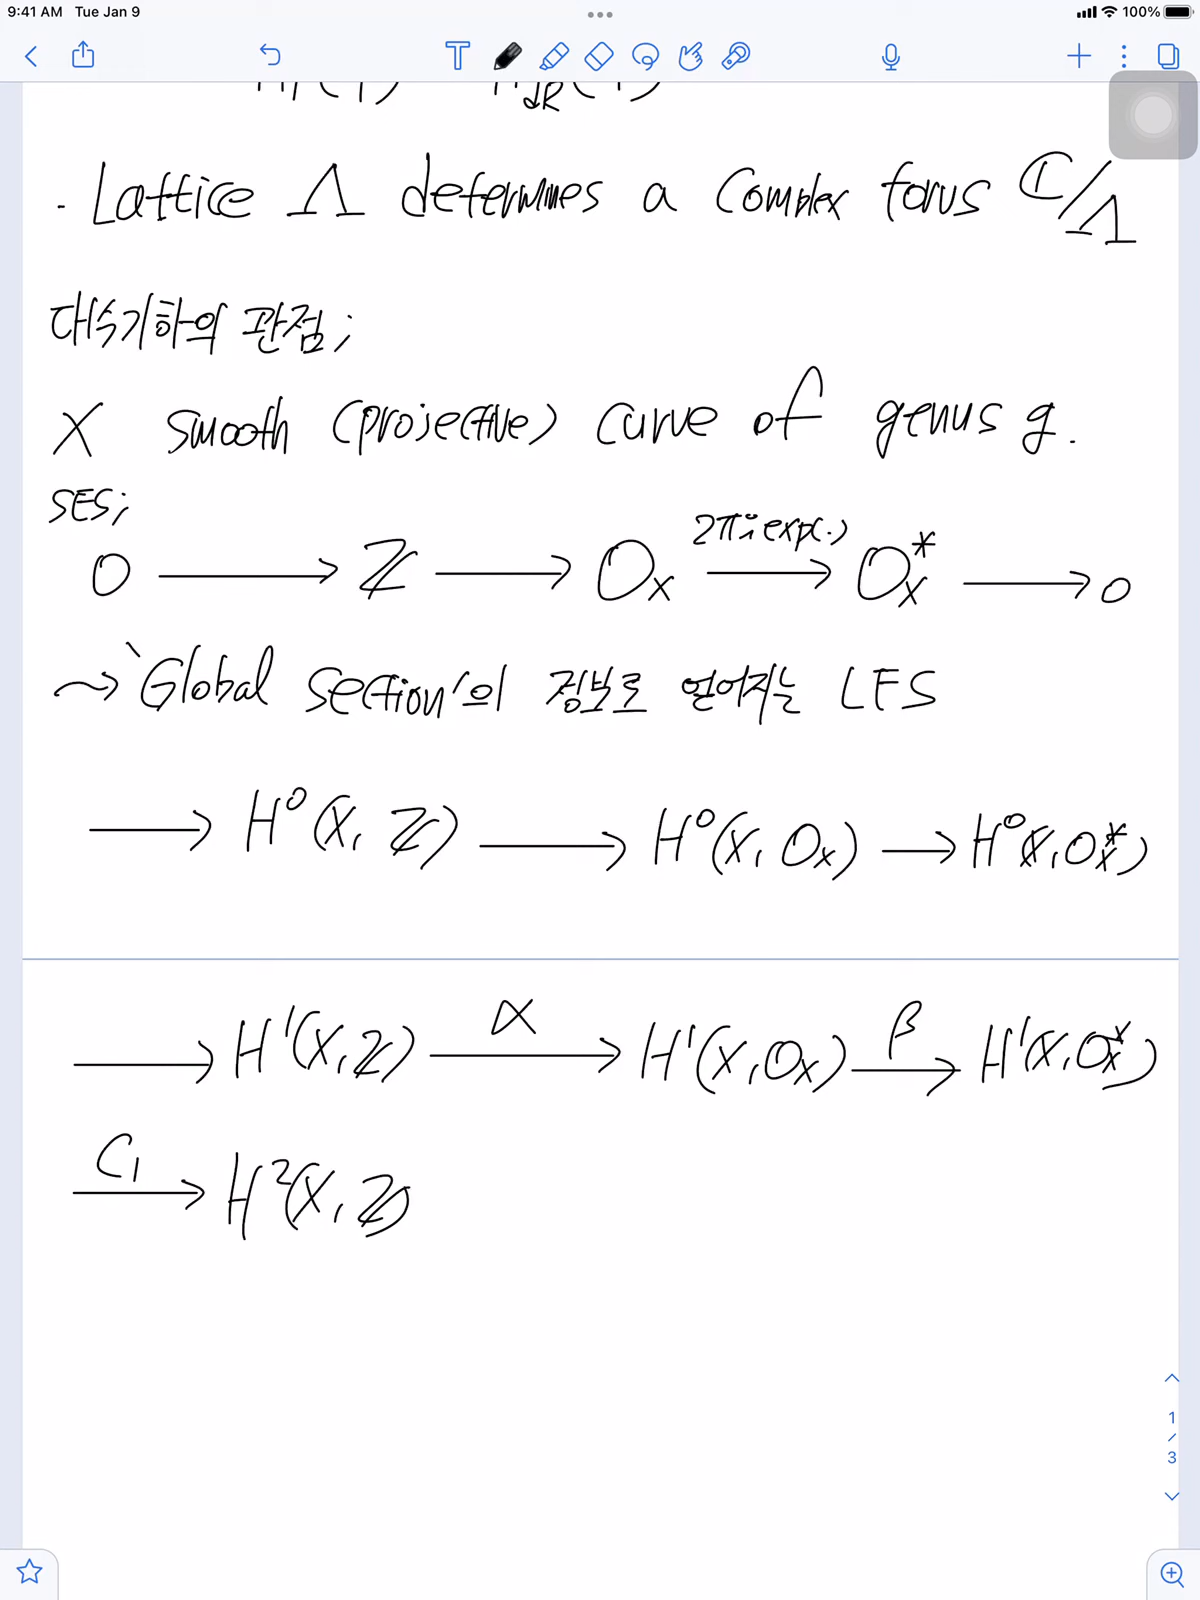 9:41 AM Tue Jan 9
100%
· Lattice Λ determines a complex torus ℂ/Λ
대수기하의 관점;
X smooth (projective) curve of genus g.
SES;
2πi exp(·)
0 → ℤ → O_X → O_X^* → 0
⇝ 'Global section'의 정보로 얻어지는 LES
→ H⁰(X, ℤ) → H⁰(X, O_X) → H⁰(X, O_X^*)
α β
→ H¹(X, ℤ) → H¹(X, O_X) → H¹(X, O_X^*)
C₁
→ H²(X, ℤ)
1
/
3